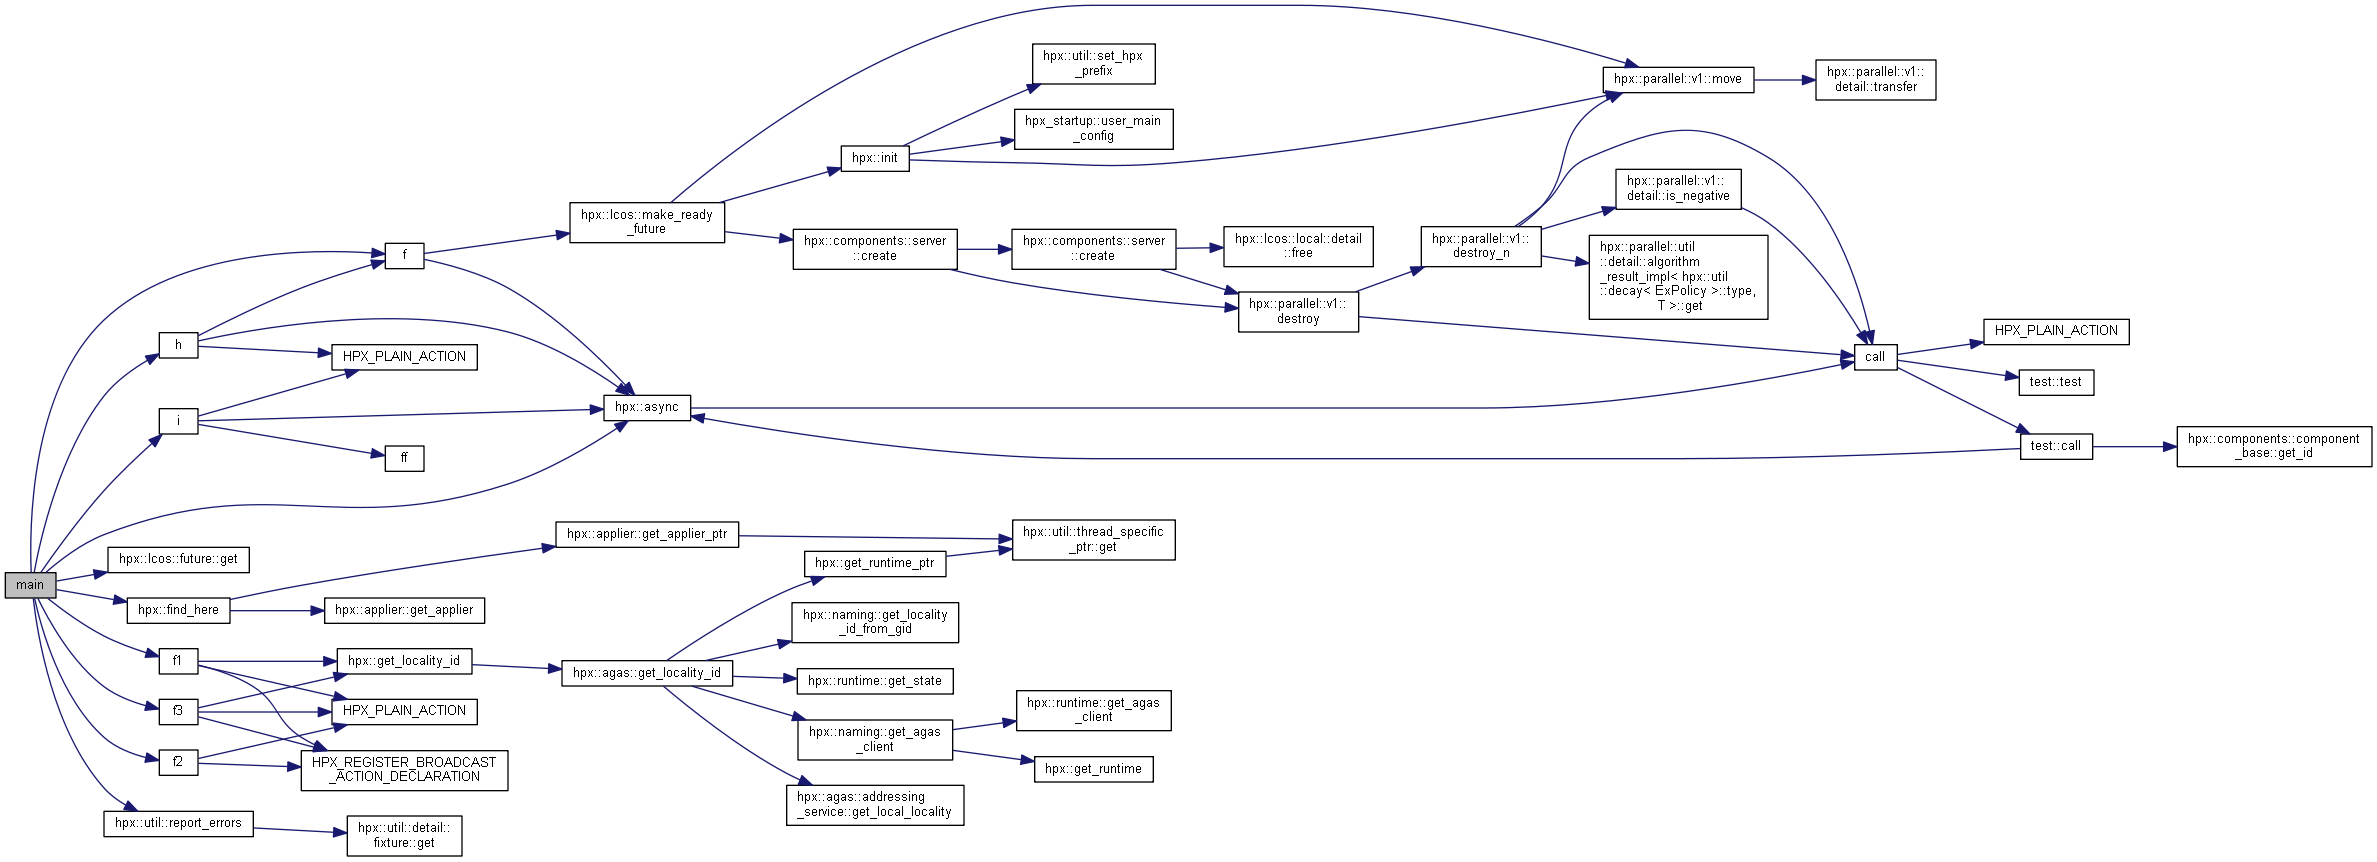 hpx::util::set_hpx
_prefix
hpx::parallel::v1::move
hpx::parallel::v1::
detail::transfer
hpx_startup::user_main
_config
hpx::init
hpx::parallel::v1::
detail::is_negative
hpx::lcos::make_ready
_future
f
hpx::components::server
::create
hpx::components::server
::create
hpx::lcos::local::detail
::free
hpx::parallel::v1::
destroy_n
hpx::parallel::util
::detail::algorithm
_result_impl< hpx::util
::decay< ExPolicy >::type,
T >::get
hpx::parallel::v1::
destroy
HPX_PLAIN_ACTION
h
HPX_PLAIN_ACTION
call
test::test
hpx::async
i
ff
test::call
hpx::components::component
_base::get_id
hpx::applier::get_applier_ptr
hpx::util::thread_specific
_ptr::get
hpx::lcos::future::get
hpx::get_runtime_ptr
main
hpx::find_here
hpx::applier::get_applier
hpx::naming::get_locality
_id_from_gid
f1
hpx::get_locality_id
hpx::agas::get_locality_id
hpx::runtime::get_state
f3
HPX_PLAIN_ACTION
hpx::runtime::get_agas
_client
hpx::naming::get_agas
_client
f2
HPX_REGISTER_BROADCAST
_ACTION_DECLARATION
hpx::get_runtime
hpx::agas::addressing
_service::get_local_locality
hpx::util::report_errors
hpx::util::detail::
fixture::get